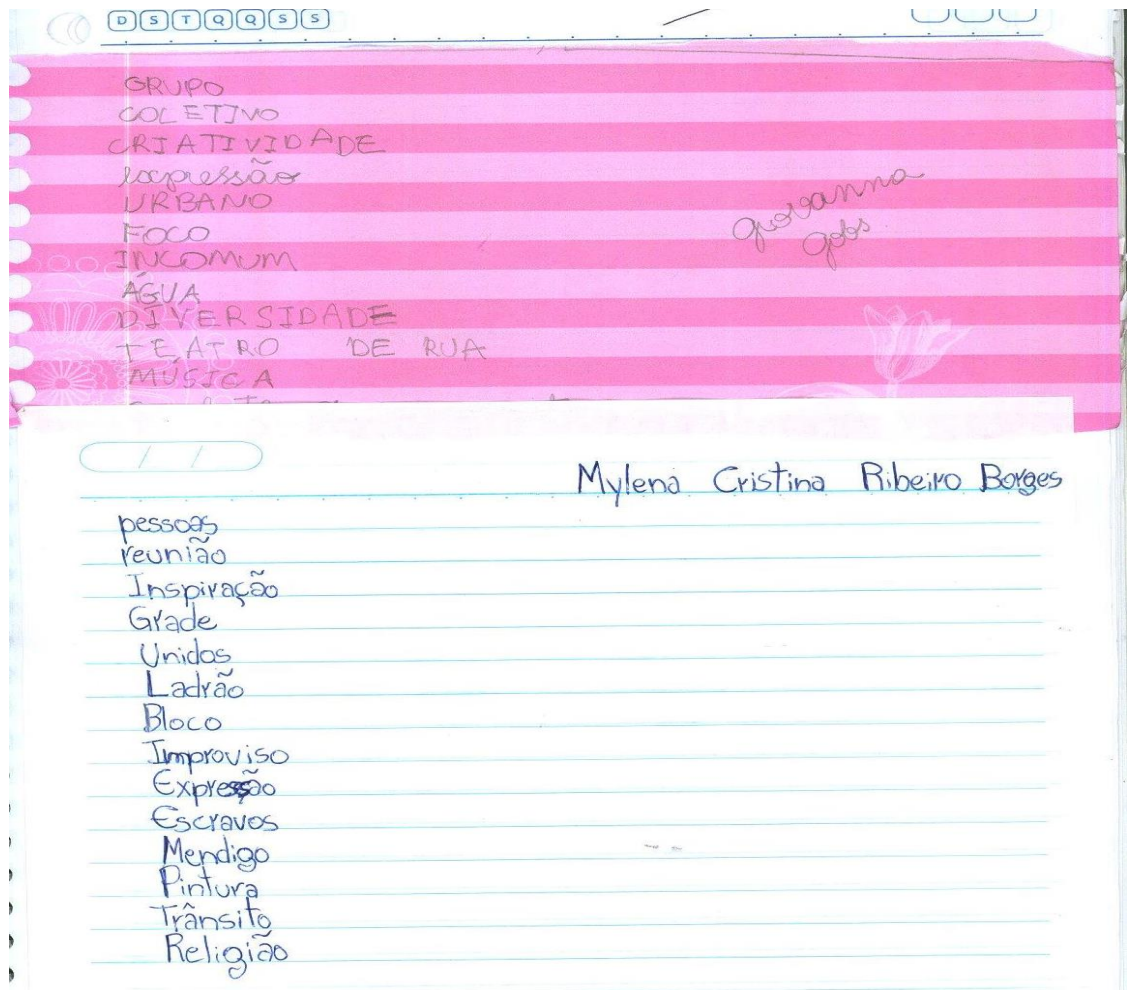 D S T Q Q S S
GRUPO
COLETIVO
CRIATIVIDADE
expressão
URBANO
giovanna
FOCO
gobs
INCOMUM
ÁGUA
DIVERSIDADE
TEATRO DE RUA
MÚSICA
/ /
Mylena Cristina Ribeiro Borges
pessoas
reunião
Inspiração
Grade
Unidos
Ladrão
Bloco
Improviso
Expressão
Escravos
Mendigo
Pintura
Trânsito
Religião